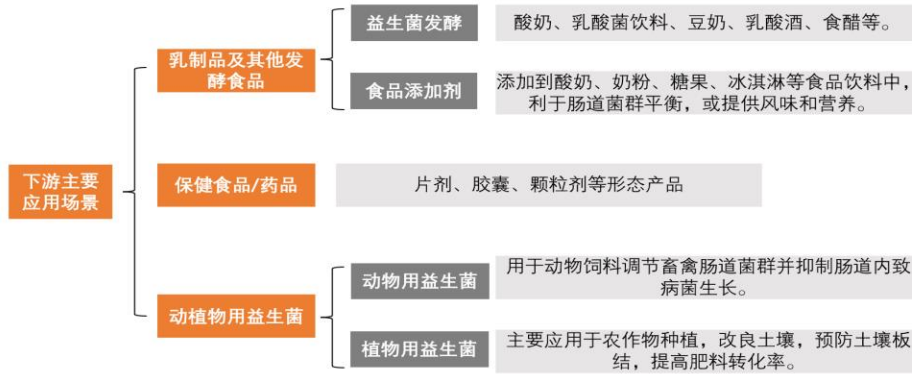 下游主要
应用场景
乳制品及其他发
酵食品
益生菌发酵
酸奶、乳酸菌饮料、豆奶、乳酸酒、食醋等。
食品添加剂
添加到酸奶、奶粉、糖果、冰淇淋等食品饮料中，
利于肠道菌群平衡，或提供风味和营养。
保健食品/药品
片剂、胶囊、颗粒剂等形态产品
动植物用益生菌
动物用益生菌
用于动物饲料调节畜禽肠道菌群并抑制肠道内致
病菌生长。
植物用益生菌
主要应用于农作物种植，改良土壤，预防土壤板
结，提高肥料转化率。